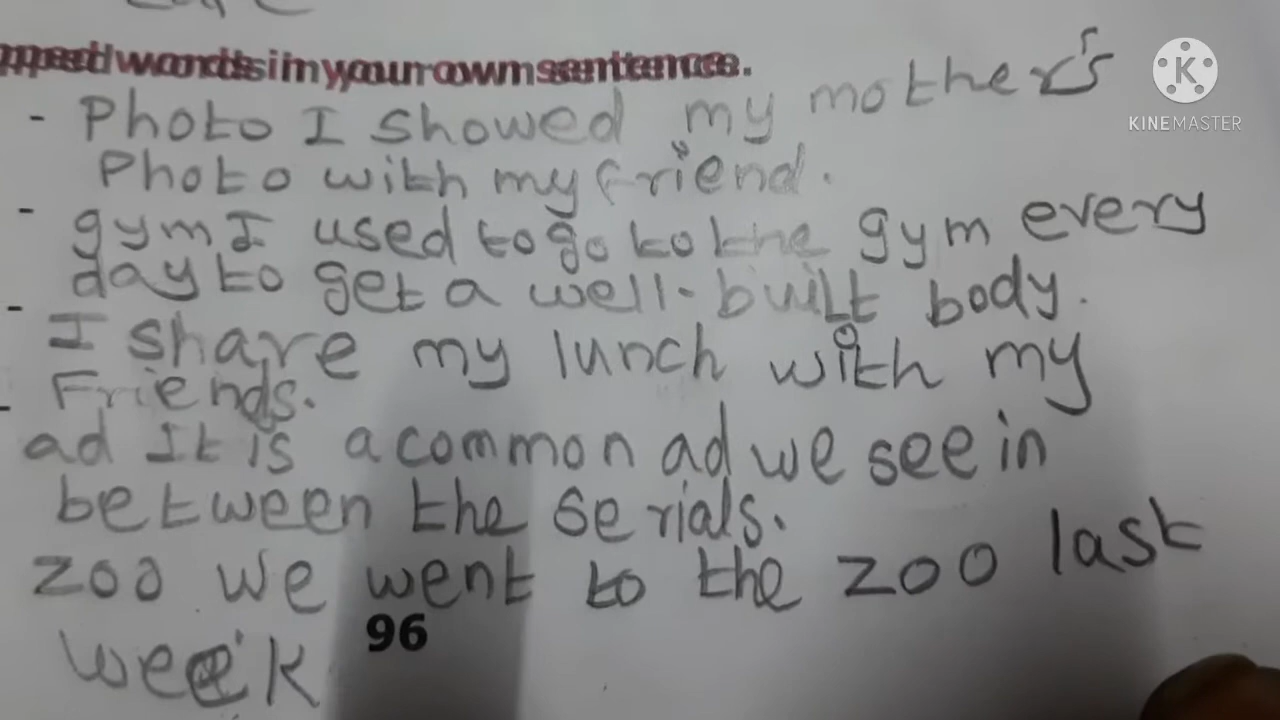 words in your own sentence.
- Photo I showed my mother's
Photo with my friend.
- gym I used to go to the gym every
day to get a well-built body.
- I share my lunch with my
Friends.
- ad It is a common ad we see in
between the serials.
zoo we went to the zoo last
week
96
K
KINEMASTER